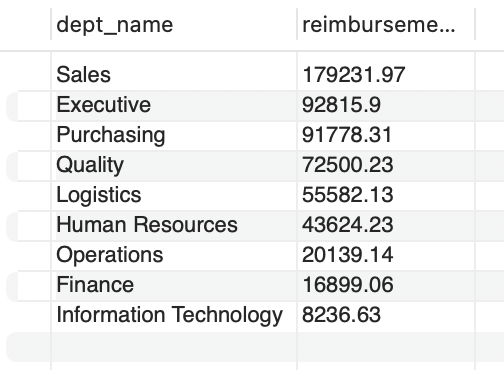 dept_name reimburseme...
Sales 179231.97
Executive 92815.9
Purchasing 91778.31
Quality 72500.23
Logistics 55582.13
Human Resources 43624.23
Operations 20139.14
Finance 16899.06
Information Technology 8236.63